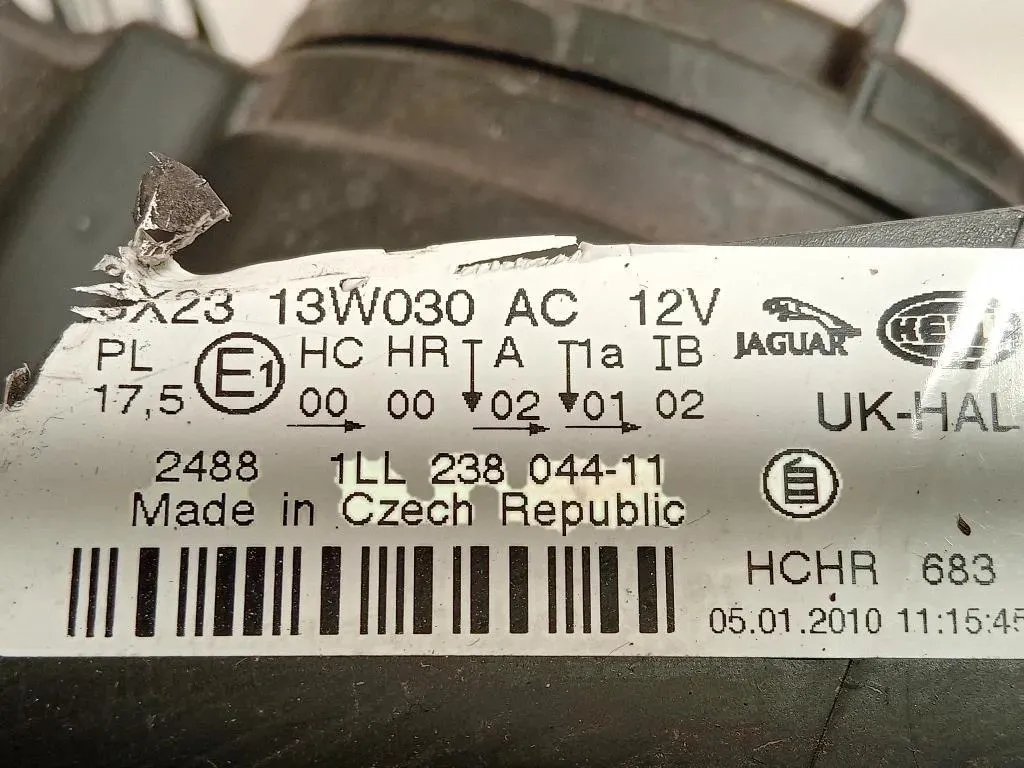 X23 13W030 AC 12V
JAGUAR
HELLA
PL E1 HC HR A 1a IB
17,5 00 00 02 01 02
UK-HAL
2488 1LL 238 044-11
Made in Czech Republic
HCHR 683
05.01.2010 11:15:45